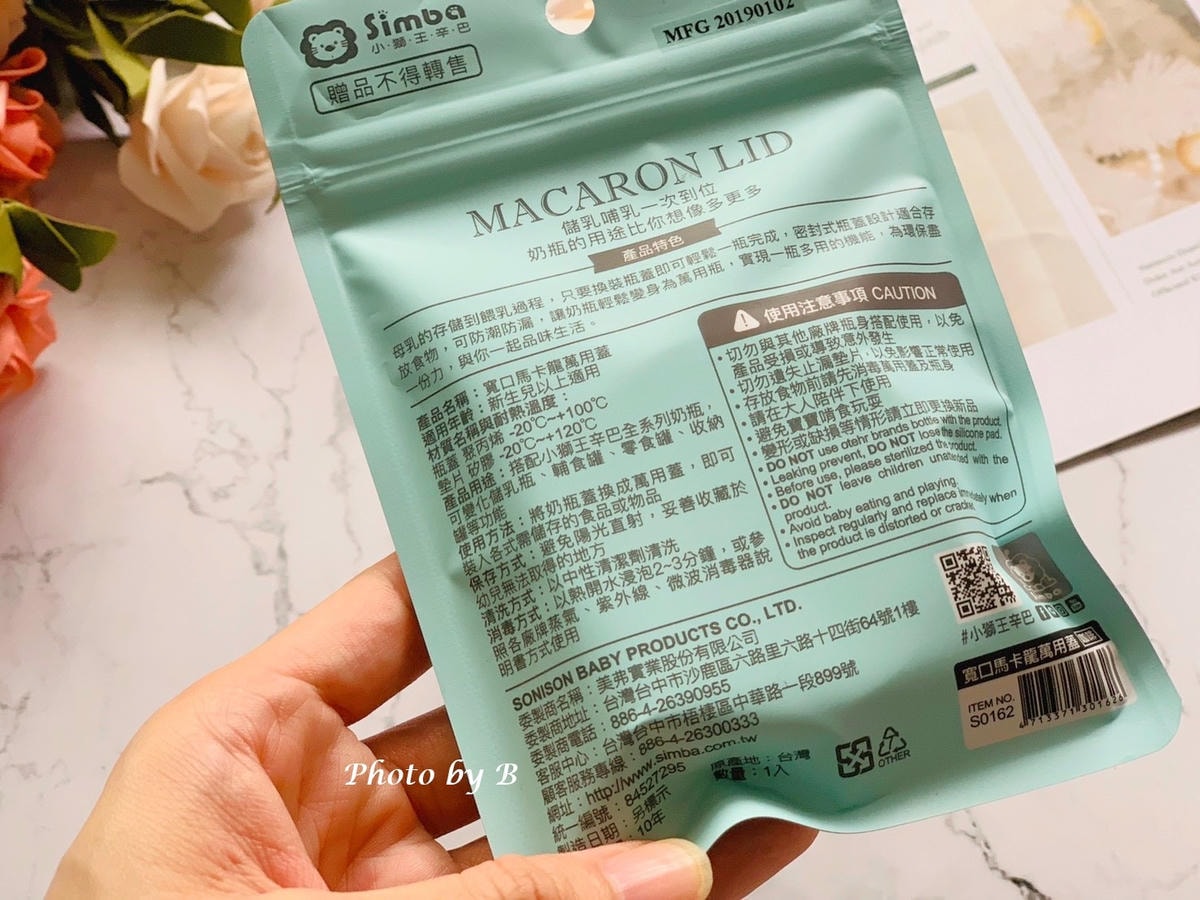 Simba
小·獅·王·辛·巴
贈品不得轉售
MFG 20190102
MACARON LID
儲乳哺乳一次到位
奶瓶的用途比你想像多更多
產品特色
母乳的存儲到餵乳過程，只要換裝瓶蓋即可輕鬆一瓶完成，密封式瓶蓋設計適合存
放食物，可防潮防漏，讓奶瓶輕鬆變身為萬用瓶，實現一瓶多用的機能，為環保盡
一份力，與你一起品味生活。
產品名稱：寬口馬卡龍萬用蓋
適用年齡：新生兒以上適用
材質名稱與耐熱溫度：
瓶蓋 聚丙烯 -20℃~+100℃
墊片 矽膠 -20℃~+120℃
產品用途：搭配小獅王辛巴全系列奶瓶，
可變化儲乳瓶、輔食罐、零食罐、收納
罐等功能
使用方法：將奶瓶蓋換成萬用蓋，即可
裝入各式需儲存的食品或物品
保存方式：避免陽光直射，妥善收藏於
幼兒無法取得的地方
清洗方式：以中性清潔劑清洗
消毒方式：以熱開水浸泡2~3分鐘，或參
照各廠牌蒸氣、紫外線、微波消毒器說
明書方式使用
使用注意事項 CAUTION
•切勿與其他廠牌瓶身搭配使用，以免
產品受損或導致意外發生
•切勿遺失止漏墊片，以免影響正常使用
•存放食物前請先消毒萬用蓋及瓶身
•請在大人陪伴下使用
•避免寶寶啃食玩耍
•變形或缺損等情形請立即更換新品
• DO NOT use otehr brands bottle with the product.
• Leaking prevent, DO NOT lose the silicone pad.
• Before use, please sterilized the product.
• DO NOT leave children unattended with the
product.
• Avoid baby eating and playing.
• Inspect regularly and replace immediately when
the product is distorted or cracked.
SONISON BABY PRODUCTS CO., LTD.
委製商名稱：美弗實業股份有限公司
委製商地址：台灣台中市沙鹿區六路里六路十四街64號1樓
委製商電話：886-4-26390955
客服中心：台灣台中市梧棲區中華路一段899號
顧客服務專線：886-4-26300333
網址：http://www.simba.com.tw
統一編號：84527295
製造日期：另標示
10年
原產地：台灣
數量：1入
OTHER
#小獅王辛巴
寬口馬卡龍萬用蓋
ITEM NO.
S0162
Photo by B